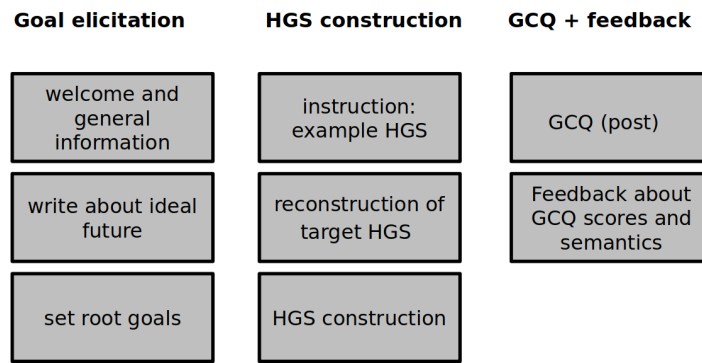 Goal elicitation
welcome and
general
information
write about ideal
future
set root goals
HGS construction
instruction:
example HGS
reconstruction of
target HGS
HGS construction
GCQ + feedback
GCQ (post)
Feedback about
GCQ scores and
semantics